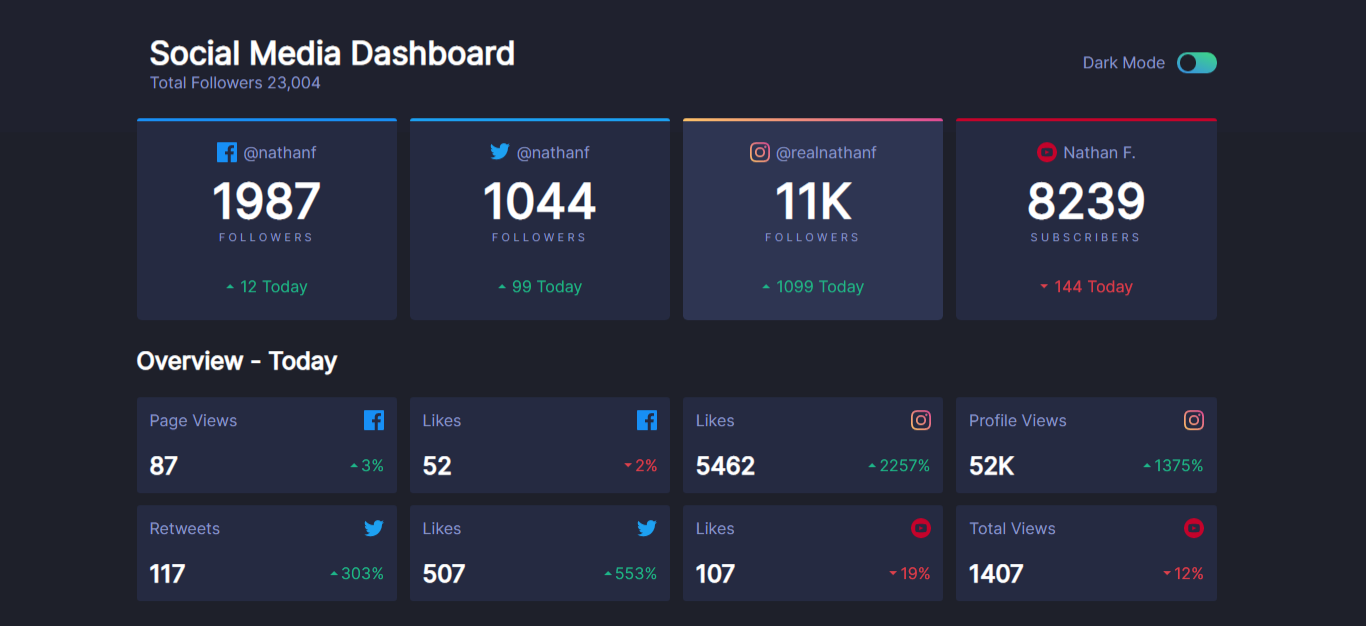 Social Media Dashboard
Total Followers 23,004
Dark Mode
@nathanf
1987
FOLLOWERS
12 Today
@nathanf
1044
FOLLOWERS
99 Today
@realnathanf
11K
FOLLOWERS
1099 Today
Nathan F.
8239
SUBSCRIBERS
144 Today
Overview - Today
Page Views
87
3%
Likes
52
2%
Likes
5462
2257%
Profile Views
52K
1375%
Retweets
117
303%
Likes
507
553%
Likes
107
19%
Total Views
1407
12%